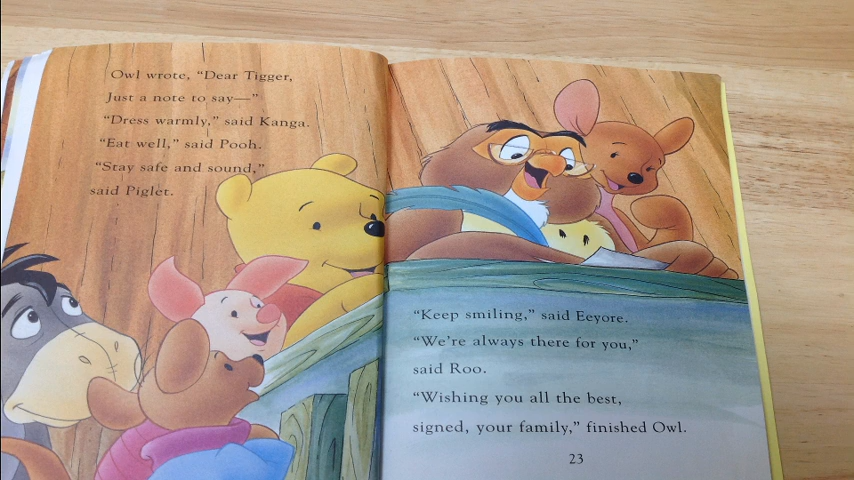 Owl wrote, “Dear Tigger,
Just a note to say—”
“Dress warmly,” said Kanga.
“Eat well,” said Pooh.
“Stay safe and sound,”
said Piglet.
“Keep smiling,” said Eeyore.
“We’re always there for you,”
said Roo.
“Wishing you all the best,
signed, your family,” finished Owl.
23